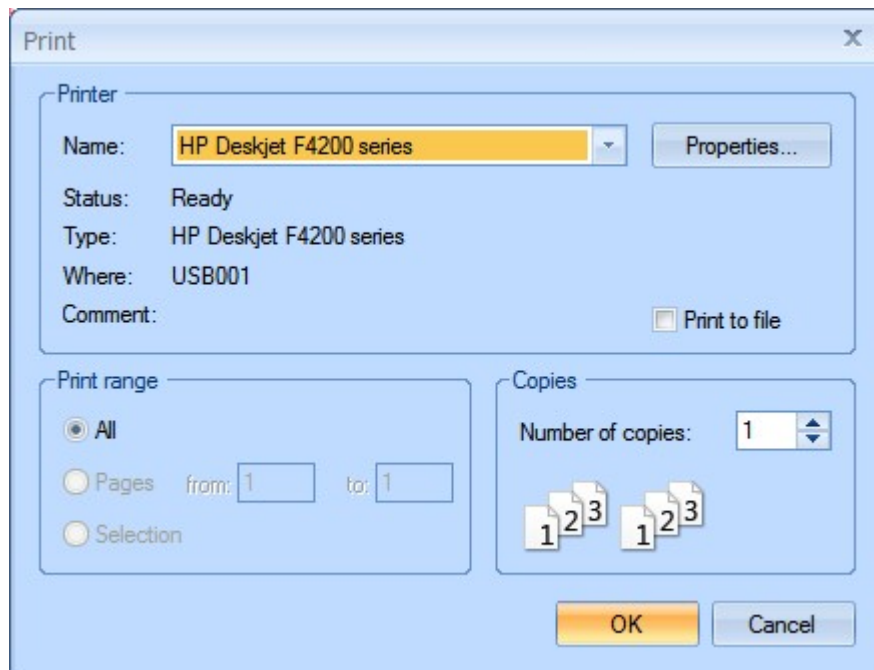 Print
Printer
Name: HP Deskjet F4200 series Properties...
Status: Ready
Type: HP Deskjet F4200 series
Where: USB001
Comment: Print to file
Print range
All
Pages from: 1 to: 1
Selection
Copies
Number of copies: 1
1 2 3 1 2 3
OK Cancel